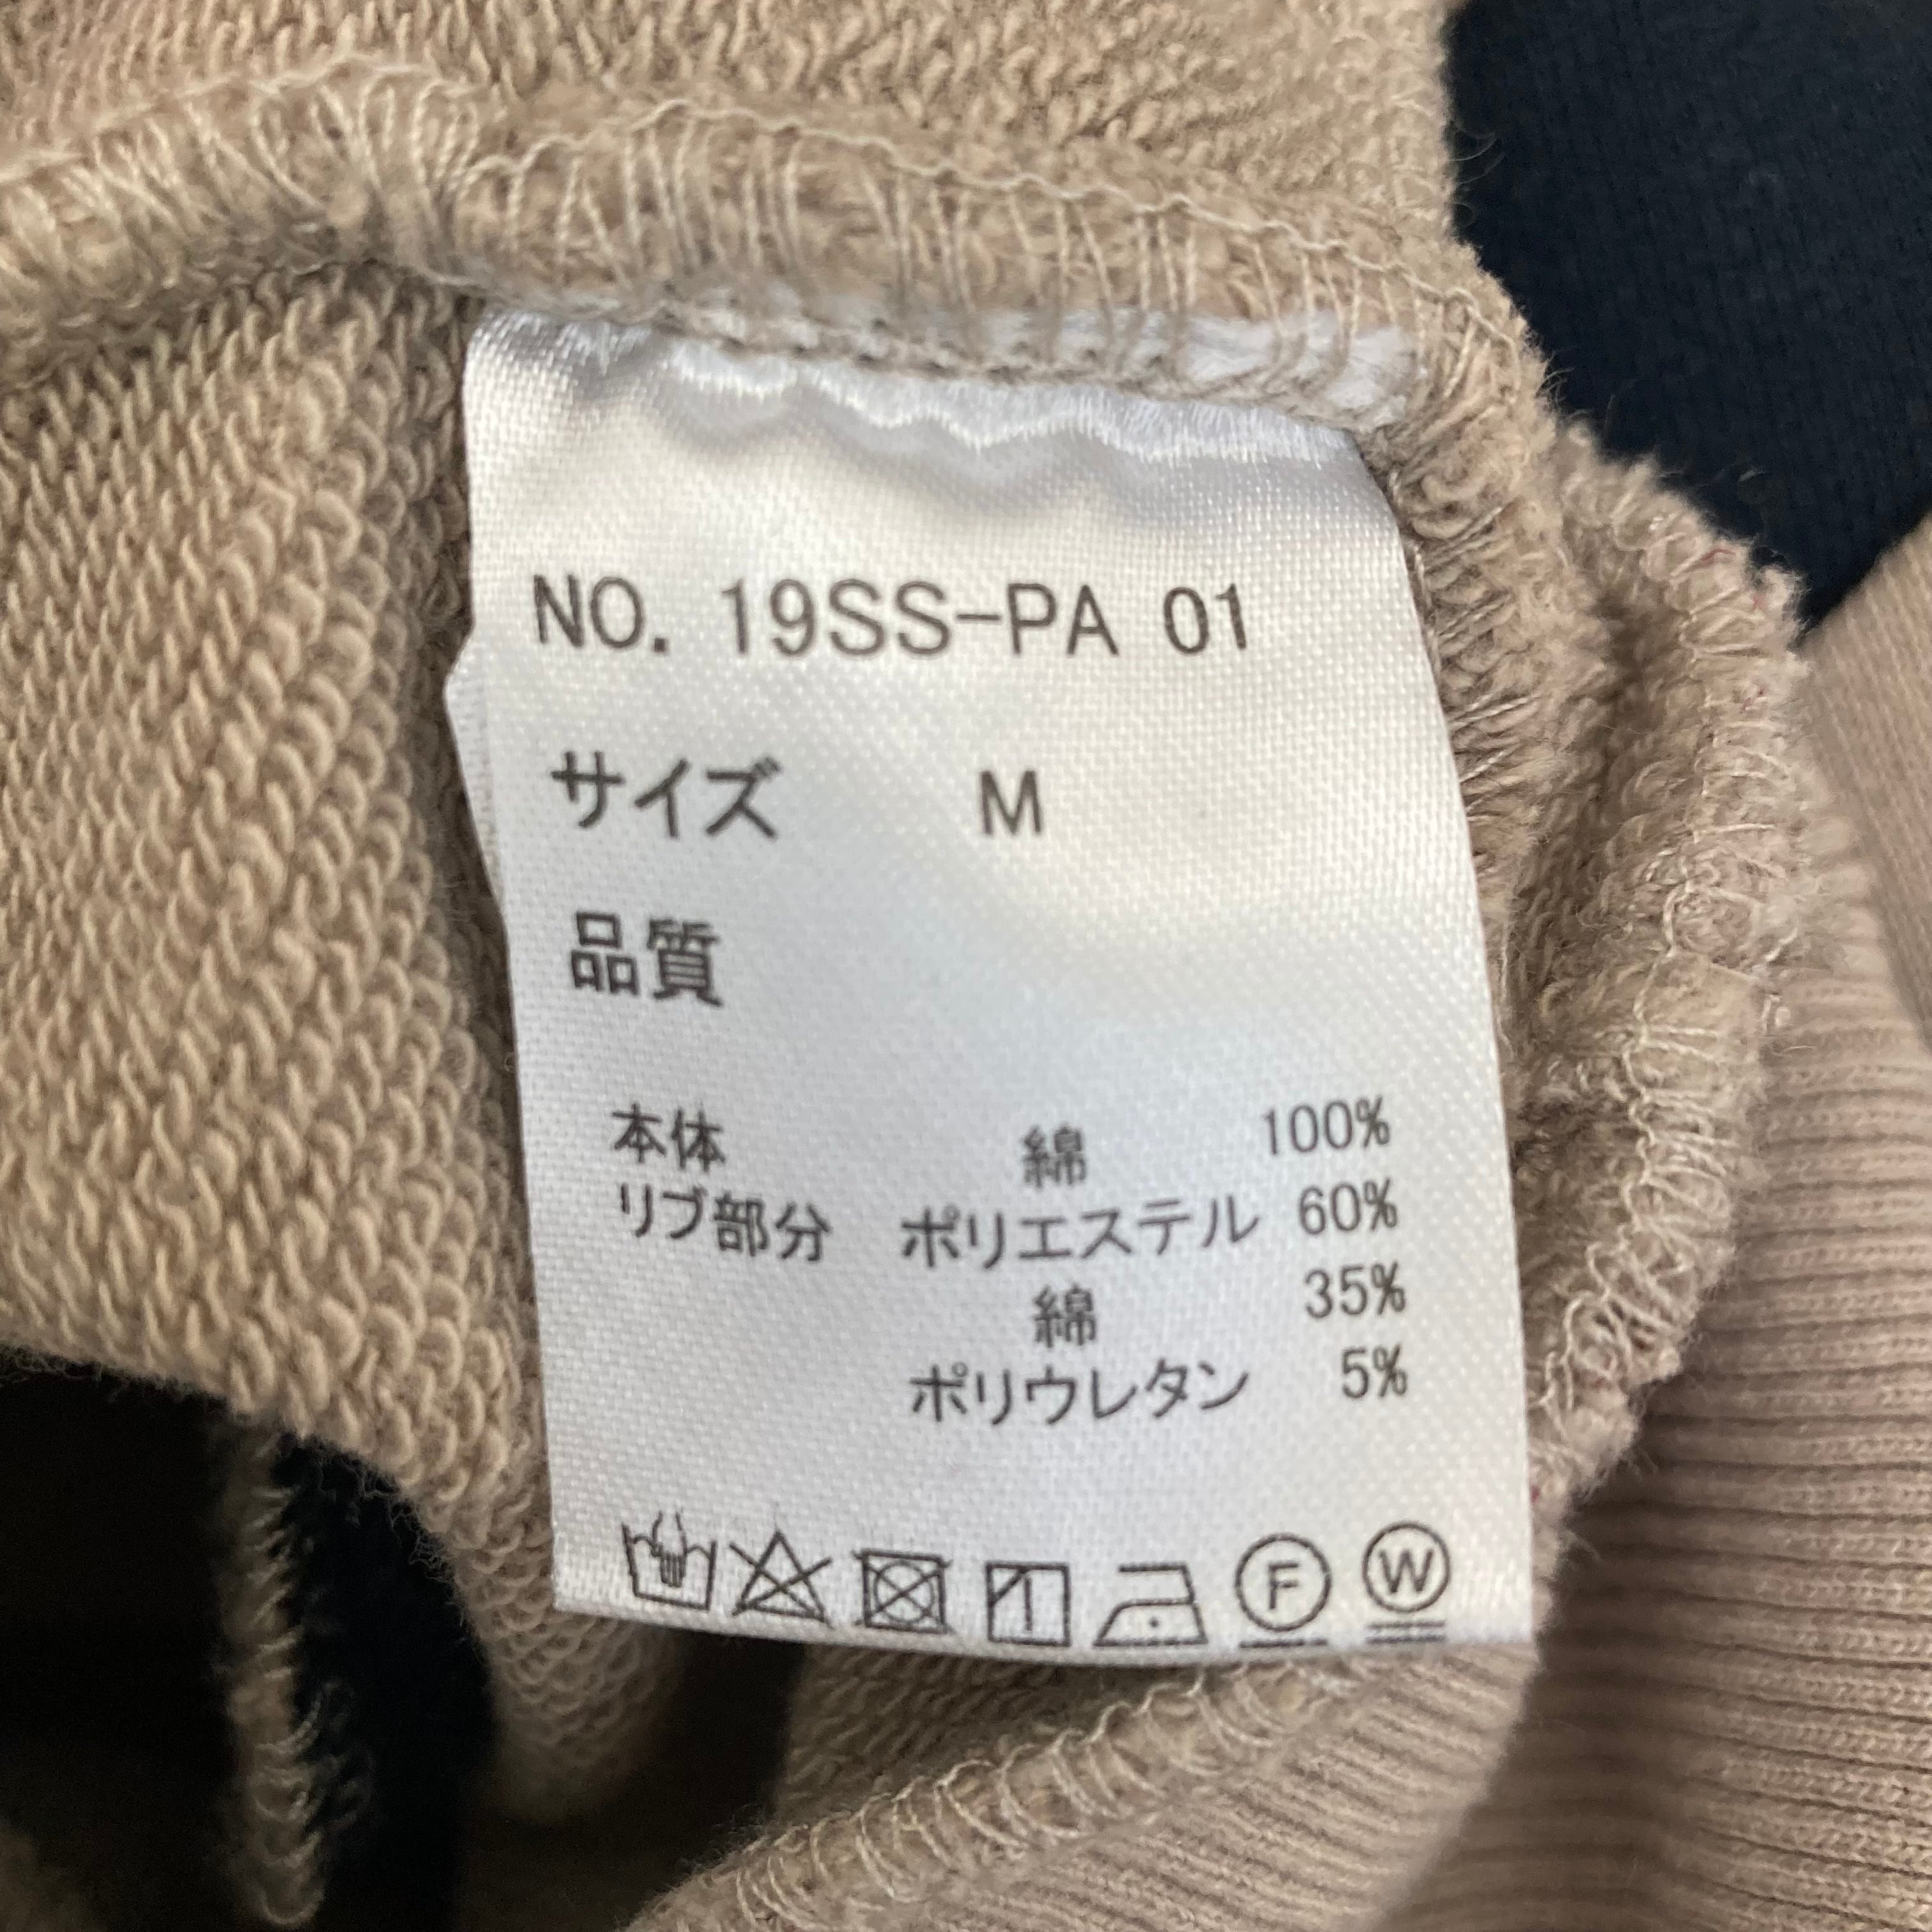 NO. 19SS-PA 01
サイズ M
品質
本体 綿 100%
リブ部分 ポリエステル 60%
綿 35%
ポリウレタン 5%
F W